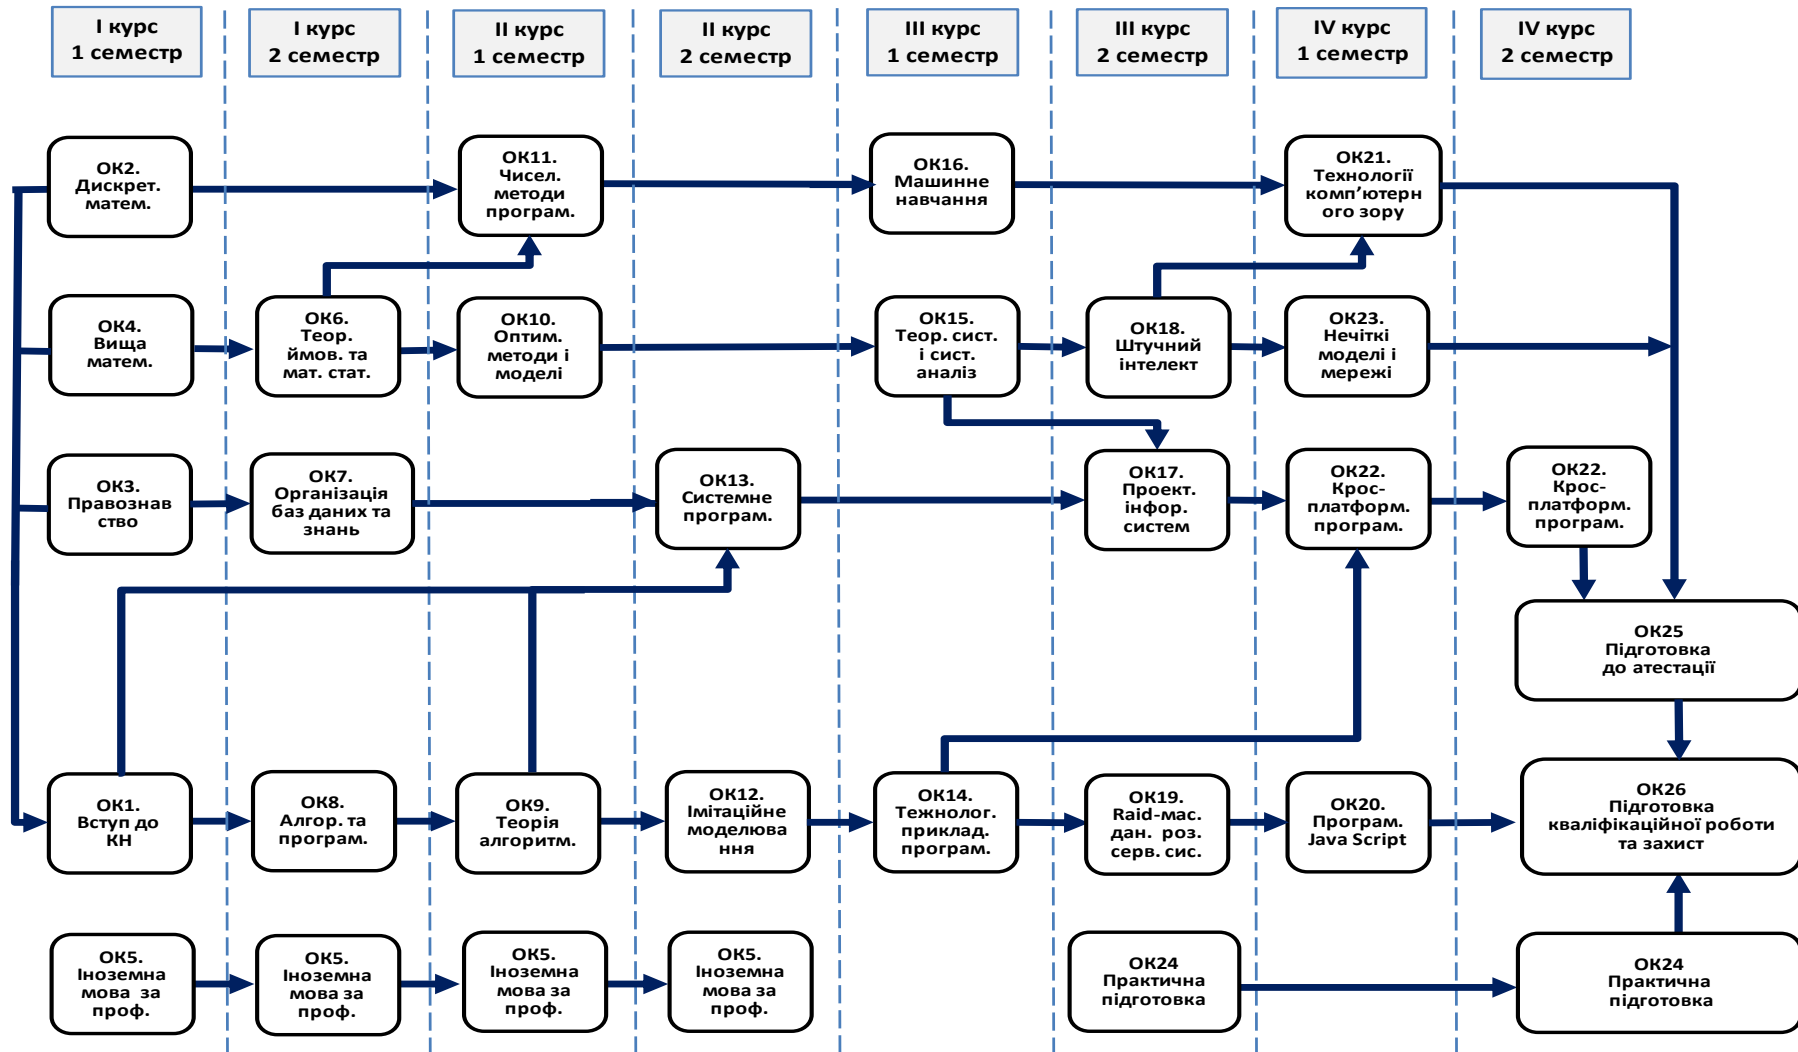 І курс
1 семестр
І курс
2 семестр
ІІ курс
1 семестр
ІІ курс
2 семестр
ІІІ курс
1 семестр
ІІІ курс
2 семестр
ІV курс
1 семестр
ІV курс
2 семестр
ОК2.
Дискрет.
матем.
ОК11.
Чисел.
методи
програм.
ОК16.
Машинне
навчання
ОК21.
Технології
комп’ютерн
ого зору
ОК4.
Вища
матем.
ОК6.
Теор.
ймов. та
мат. стат.
ОК10.
Оптим.
методи і
моделі
ОК15.
Теор. сист.
і сист.
аналіз
ОК18.
Штучний
інтелект
ОК23.
Нечіткі
моделі і
мережі
ОК3.
Правознав
ство
ОК7.
Організація
баз даних та
знань
ОК13.
Системне
програм.
ОК17.
Проект.
інфор.
систем
ОК22.
Крос-
платформ.
програм.
ОК22.
Крос-
платформ.
програм.
ОК25
Підготовка
до атестації
ОК1.
Вступ до
КН
ОК8.
Алгор. та
програм.
ОК9.
Теорія
алгоритм.
ОК12.
Імітаційне
моделюва
ння
ОК14.
Тежнолог.
приклад.
програм.
ОК19.
Raid-мас.
дан. роз.
серв. сис.
ОК20.
Програм.
Java Script
ОК26
Підготовка
кваліфікаційної роботи
та захист
ОК5.
Іноземна
мова за
проф.
ОК5.
Іноземна
мова за
проф.
ОК5.
Іноземна
мова за
проф.
ОК5.
Іноземна
мова за
проф.
ОК24
Практична
підготовка
ОК24
Практична
підготовка